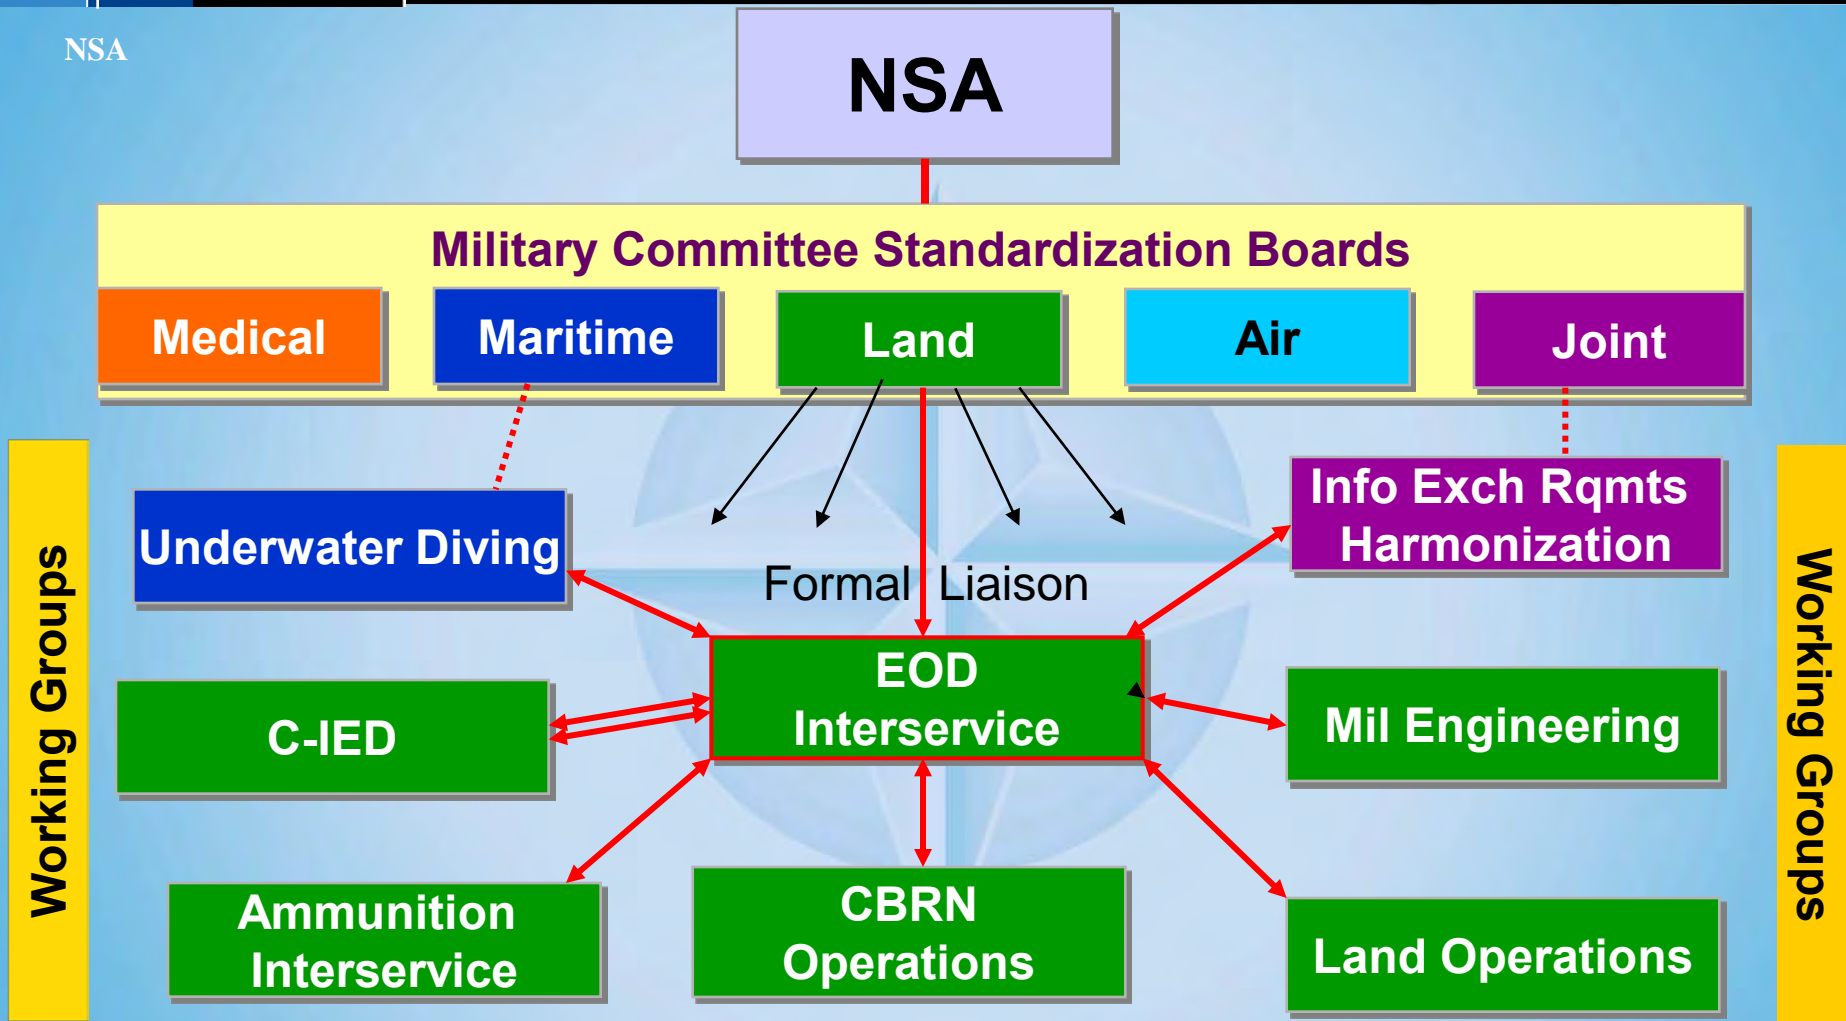 NSA
NSA
Military Committee Standardization Boards
Medical
Maritime
Land
Air
Joint
Working Groups
Underwater Diving
Formal Liaison
Info Exch Rqmts
Harmonization
Working Groups
C-IED
EOD
Interservice
Mil Engineering
Ammunition
Interservice
CBRN
Operations
Land Operations